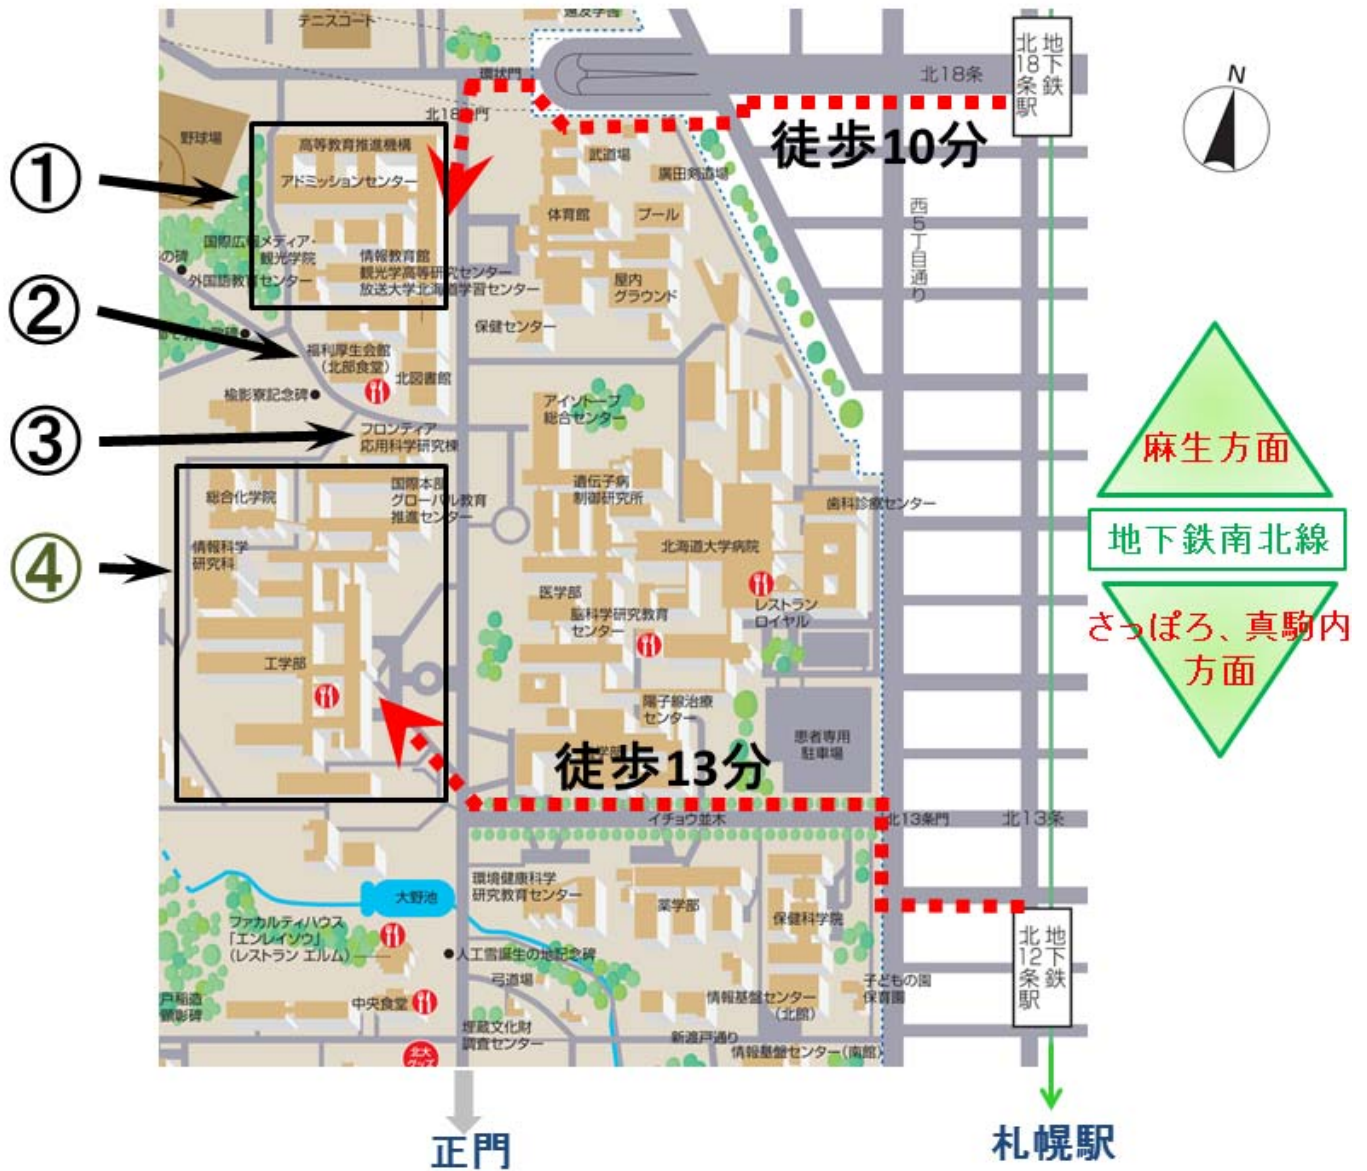 テニスコート
環状門
北18条
地下鉄
北18条駅
N
野球場
高等教育推進機構
アドミッションセンター
武道場
廣田剣道場
徒歩10分
①
体育館
プール
西5丁目通り
国際広報メディア・
観光学院
外国語教育センター
情報教育館
観光学高等研究センター
放送大学北海道学習センター
屋内
グラウンド
②
保健センター
福利厚生会館
(北部食堂)
北図書館
楡影寮記念碑
アイソトープ
総合センター
③
フロンティア
応用科学研究棟
麻生方面
総合化学院
国際本部
グローバル教育
推進センター
遺伝子病
制御研究所
歯科診療センター
地下鉄南北線
④
情報科学
研究科
北海道大学病院
医学部
脳科学研究教育
センター
レストラン
ロイヤル
さっぽろ、真駒内
方面
工学部
陽子線治療
センター
患者専用
駐車場
徒歩13分
イチョウ並木
北13条門
北13条
大野池
環境健康科学
研究教育センター
薬学部
保健科学院
ファカルティハウス
「エンレイソウ」
(レストラン エルム)
人工雪誕生の地記念碑
地下鉄
北12条駅
弓道場
子どもの園
保育園
中央食堂
情報基盤センター
(北館)
埋蔵文化財
調査センター
新渡戸通り
情報基盤センター(南館)
北大
グッズ
正門
札幌駅